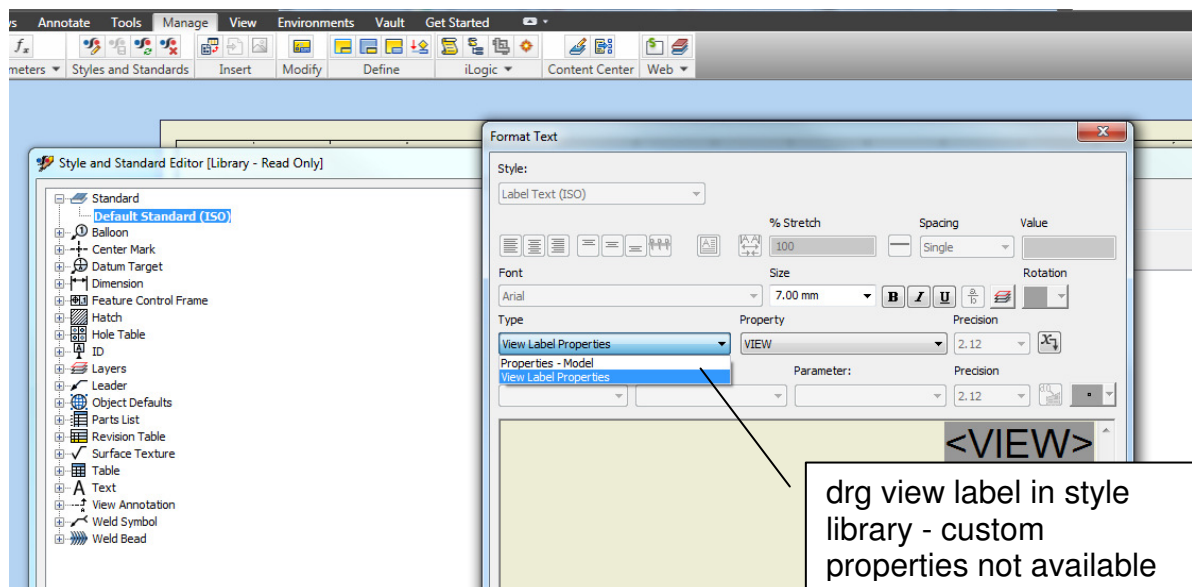 Annotate Tools Manage View Environments Vault Get Started
fx
meters Styles and Standards Insert Modify Define iLogic Content Center Web
Style and Standard Editor [Library - Read Only]
Standard
Default Standard (ISO)
Balloon
Center Mark
Datum Target
Dimension
Feature Control Frame
Hatch
Hole Table
ID
Layers
Leader
Object Defaults
Parts List
Revision Table
Surface Texture
Table
Text
View Annotation
Weld Symbol
Weld Bead
Format Text
Style:
Label Text (ISO)
% Stretch Spacing Value
100 Single
Font Size Rotation
Arial 7.00 mm B I U
Type Property Precision
View Label Properties VIEW 2.12
Properties - Model
View Label Properties
Parameter: Precision
2.12
<VIEW>
drg view label in style
library - custom
properties not available